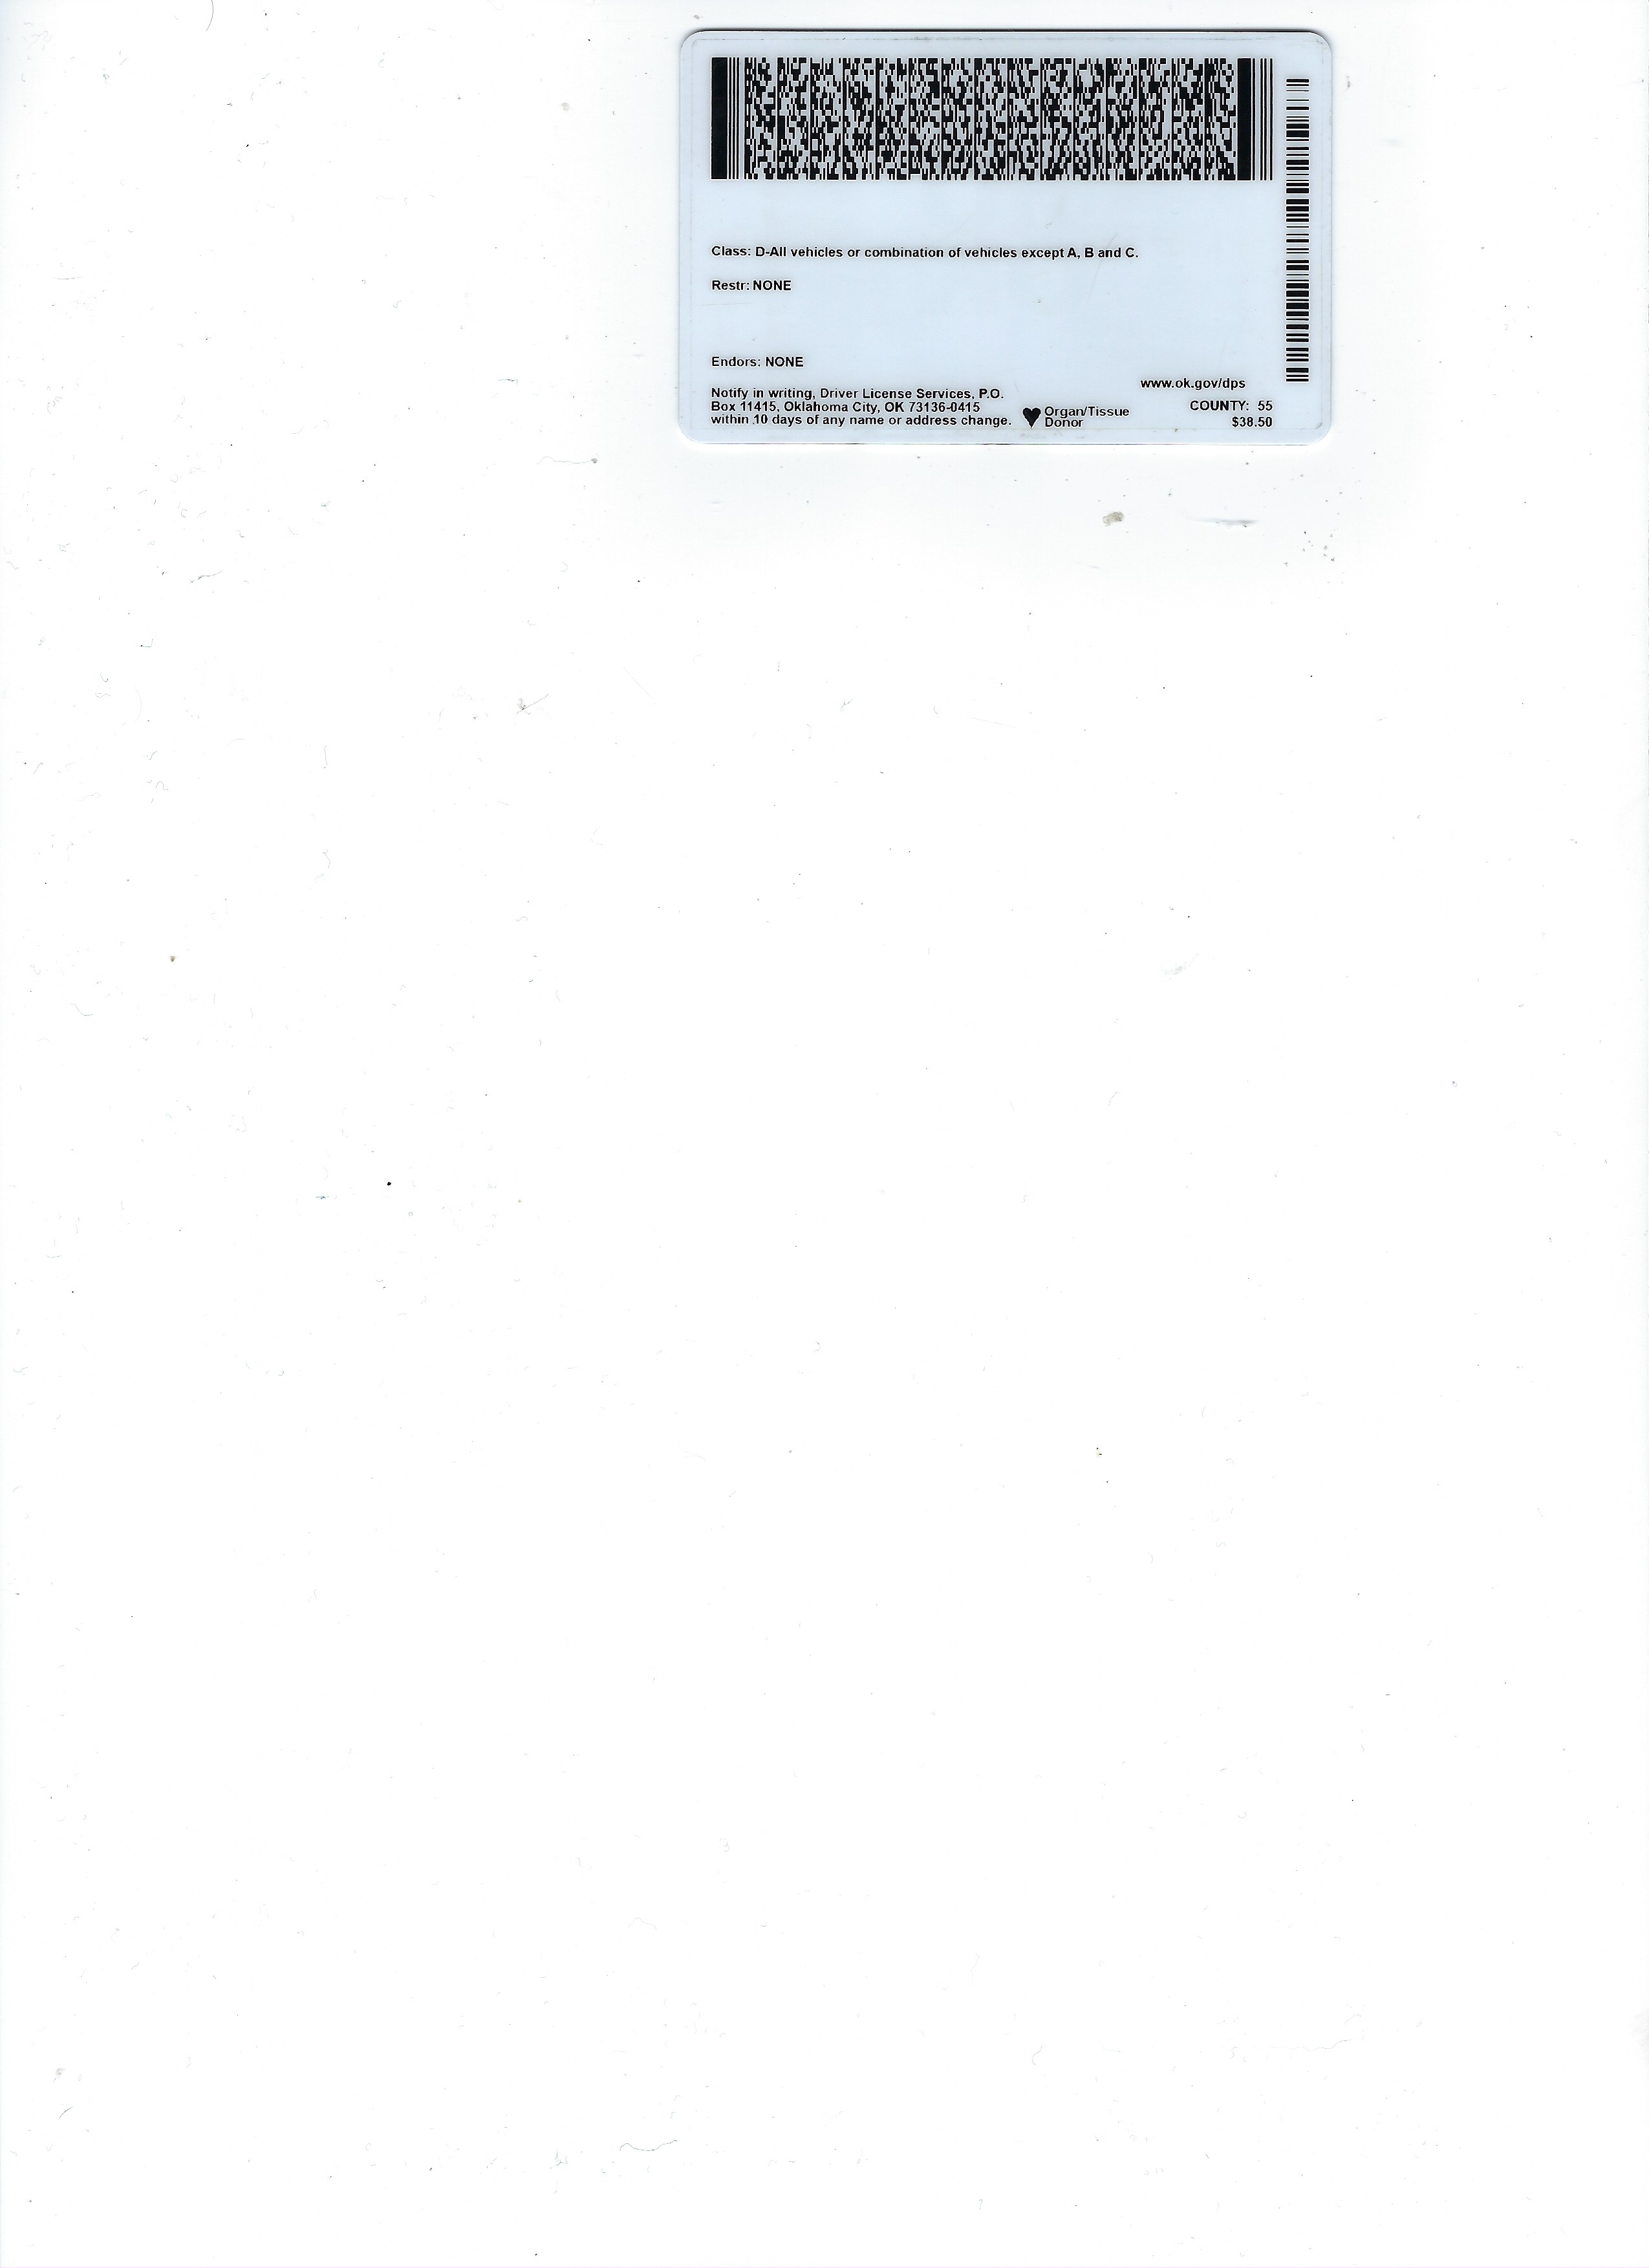 Class: D-All vehicles or combination of vehicles except A, B and C.
Restr: NONE
Endors: NONE
Notify in writing, Driver License Services, P.O.
Box 11415, Oklahoma City, OK 73136-0415
within 10 days of any name or address change.
Organ/Tissue
Donor
www.ok.gov/dps
COUNTY: 55
$38.50